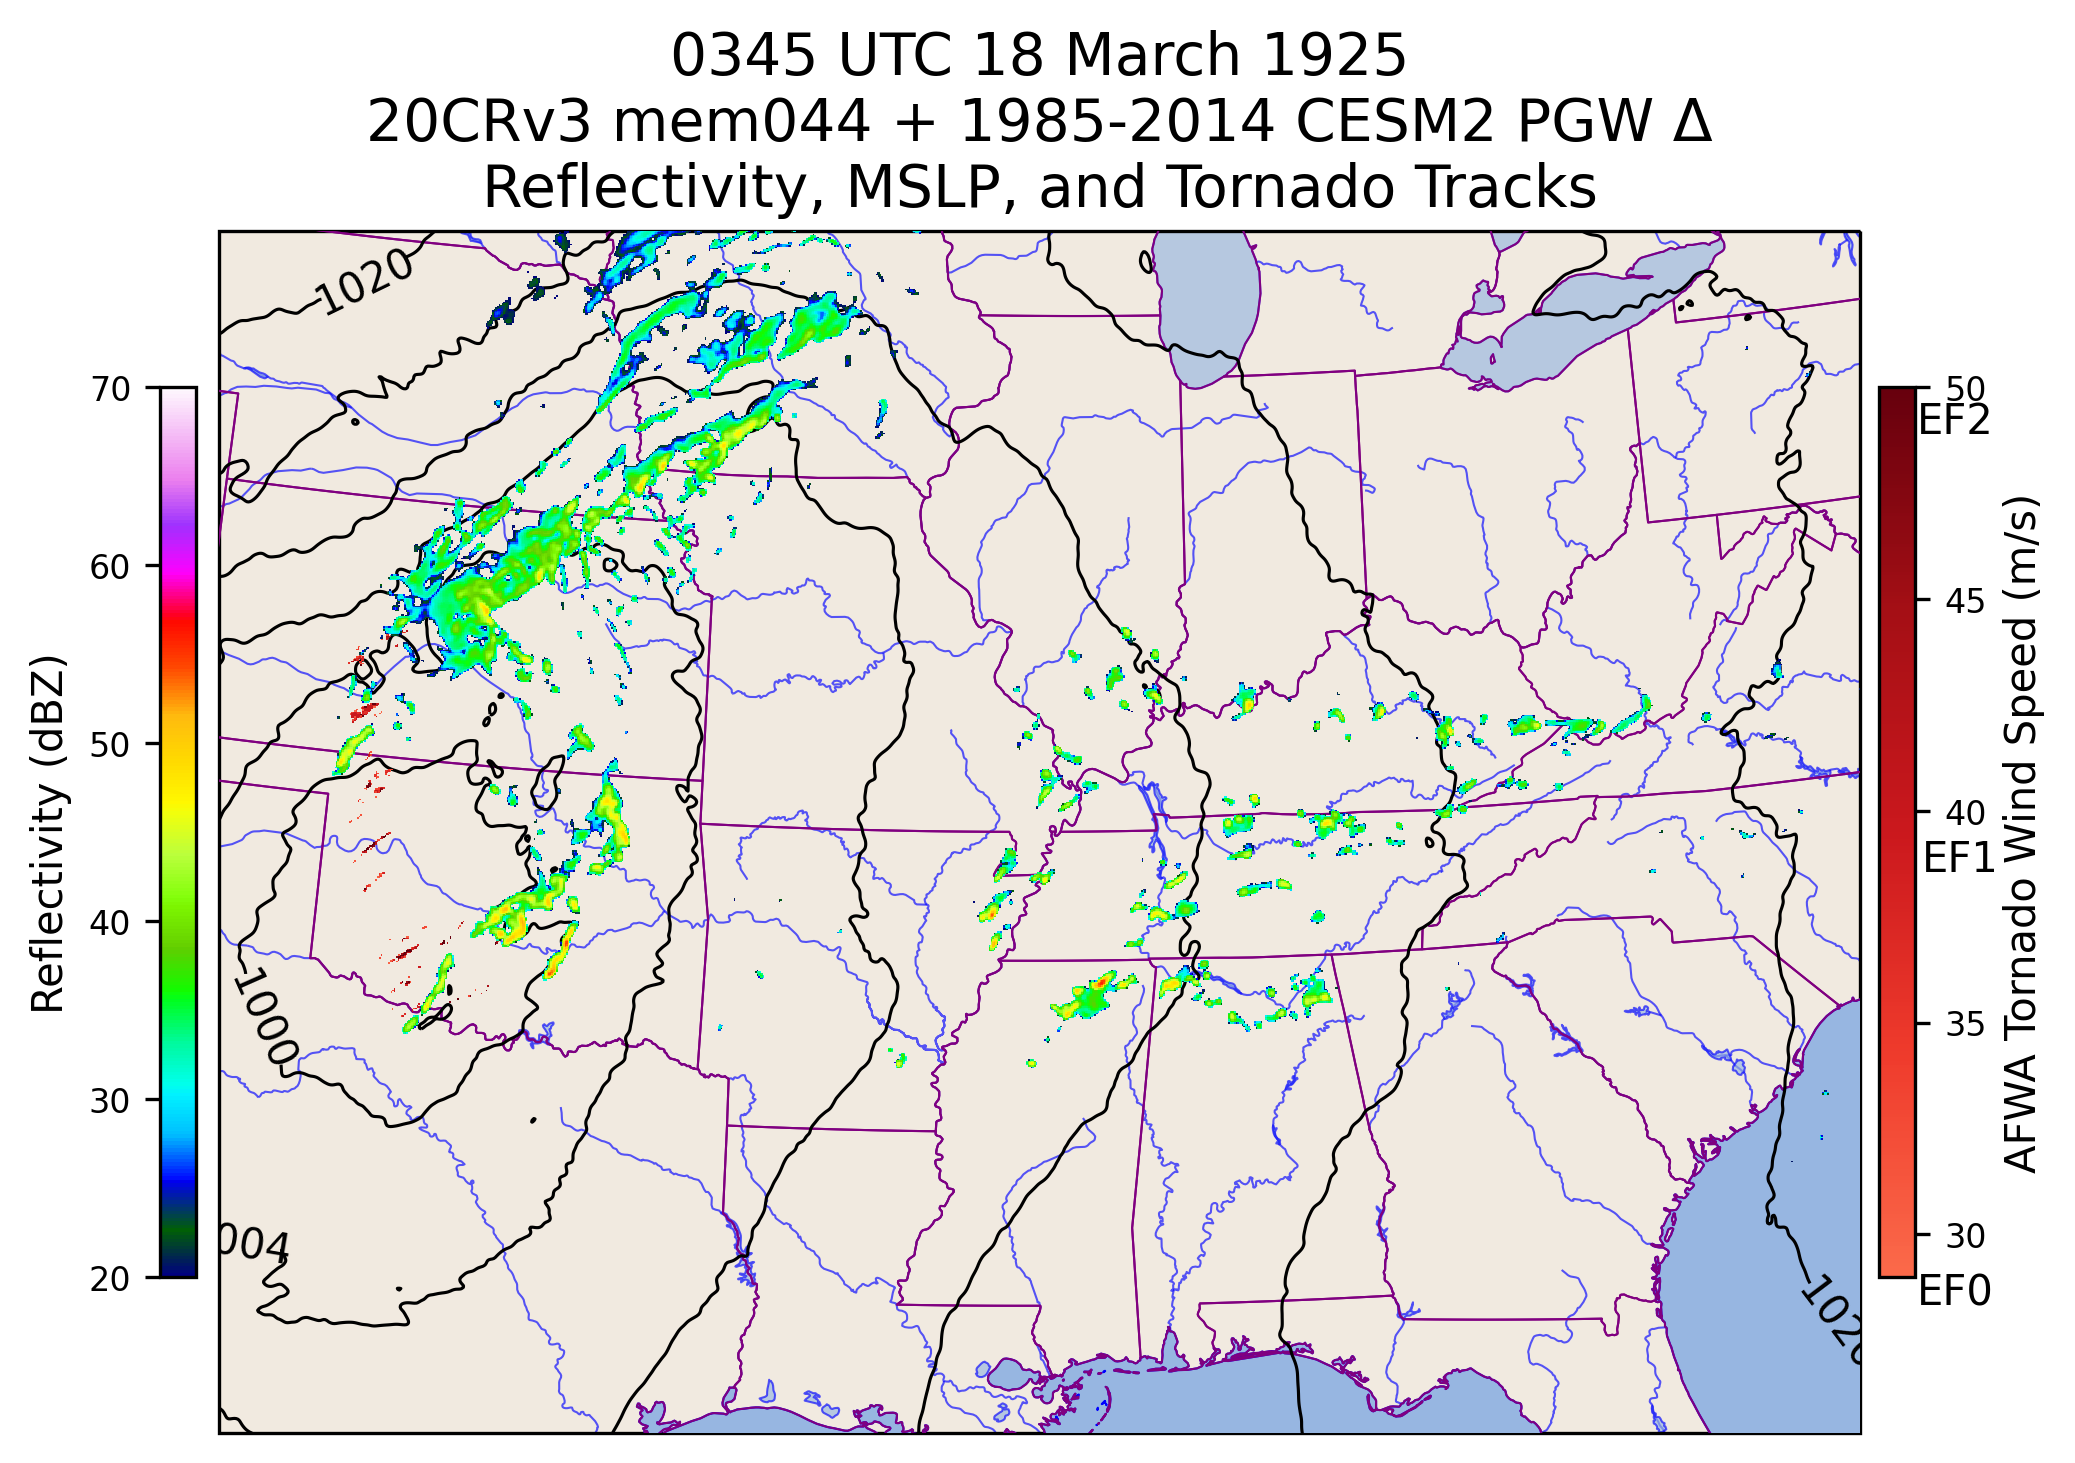 0345 UTC 18 March 1925
20CRv3 mem044 + 1985-2014 CESM2 PGW Δ
Reflectivity, MSLP, and Tornado Tracks
1020
1000
004
1020
70
60
50
40
30
20
Reflectivity (dBZ)
50
EF2
45
40
EF1
35
30
EF0
AFWA Tornado Wind Speed (m/s)